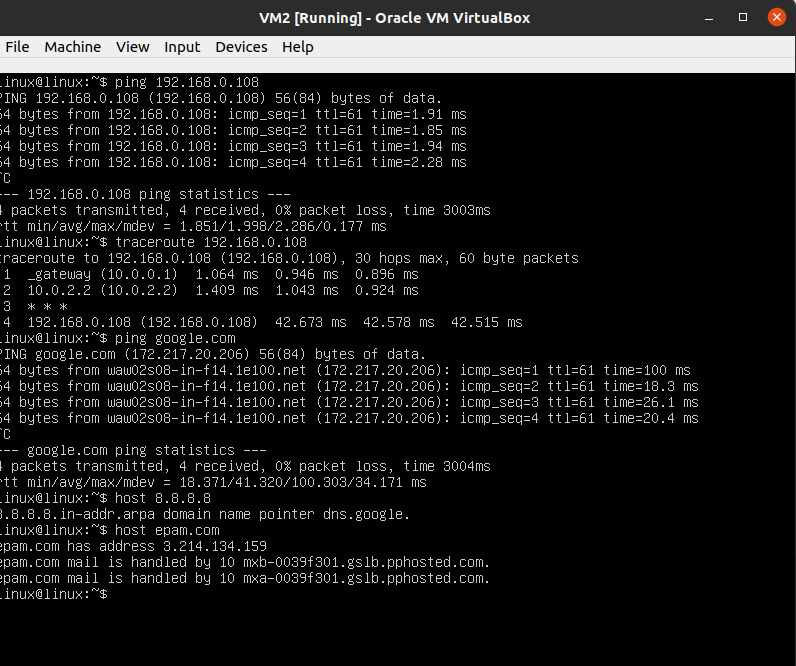 VM2 [Running] - Oracle VM VirtualBox
File Machine View Input Devices Help
linux@linux:~$ ping 192.168.0.108
PING 192.168.0.108 (192.168.0.108) 56(84) bytes of data.
64 bytes from 192.168.0.108: icmp_seq=1 ttl=61 time=1.91 ms
64 bytes from 192.168.0.108: icmp_seq=2 ttl=61 time=1.85 ms
64 bytes from 192.168.0.108: icmp_seq=3 ttl=61 time=1.94 ms
64 bytes from 192.168.0.108: icmp_seq=4 ttl=61 time=2.28 ms
^C
--- 192.168.0.108 ping statistics ---
4 packets transmitted, 4 received, 0% packet loss, time 3003ms
rtt min/avg/max/mdev = 1.851/1.998/2.286/0.177 ms
linux@linux:~$ traceroute 192.168.0.108
traceroute to 192.168.0.108 (192.168.0.108), 30 hops max, 60 byte packets
1 _gateway (10.0.0.1) 1.064 ms 0.946 ms 0.896 ms
2 10.0.2.2 (10.0.2.2) 1.409 ms 1.043 ms 0.924 ms
3 * * *
4 192.168.0.108 (192.168.0.108) 42.673 ms 42.578 ms 42.515 ms
linux@linux:~$ ping google.com
PING google.com (172.217.20.206) 56(84) bytes of data.
64 bytes from waw02s08-in-f14.1e100.net (172.217.20.206): icmp_seq=1 ttl=61 time=100 ms
64 bytes from waw02s08-in-f14.1e100.net (172.217.20.206): icmp_seq=2 ttl=61 time=18.3 ms
64 bytes from waw02s08-in-f14.1e100.net (172.217.20.206): icmp_seq=3 ttl=61 time=26.1 ms
64 bytes from waw02s08-in-f14.1e100.net (172.217.20.206): icmp_seq=4 ttl=61 time=20.4 ms
^C
--- google.com ping statistics ---
4 packets transmitted, 4 received, 0% packet loss, time 3004ms
rtt min/avg/max/mdev = 18.371/41.320/100.303/34.171 ms
linux@linux:~$ host 8.8.8.8
8.8.8.8.in-addr.arpa domain name pointer dns.google.
linux@linux:~$ host epam.com
epam.com has address 3.214.134.159
epam.com mail is handled by 10 mxb-0039f301.gslb.pphosted.com.
epam.com mail is handled by 10 mxa-0039f301.gslb.pphosted.com.
linux@linux:~$